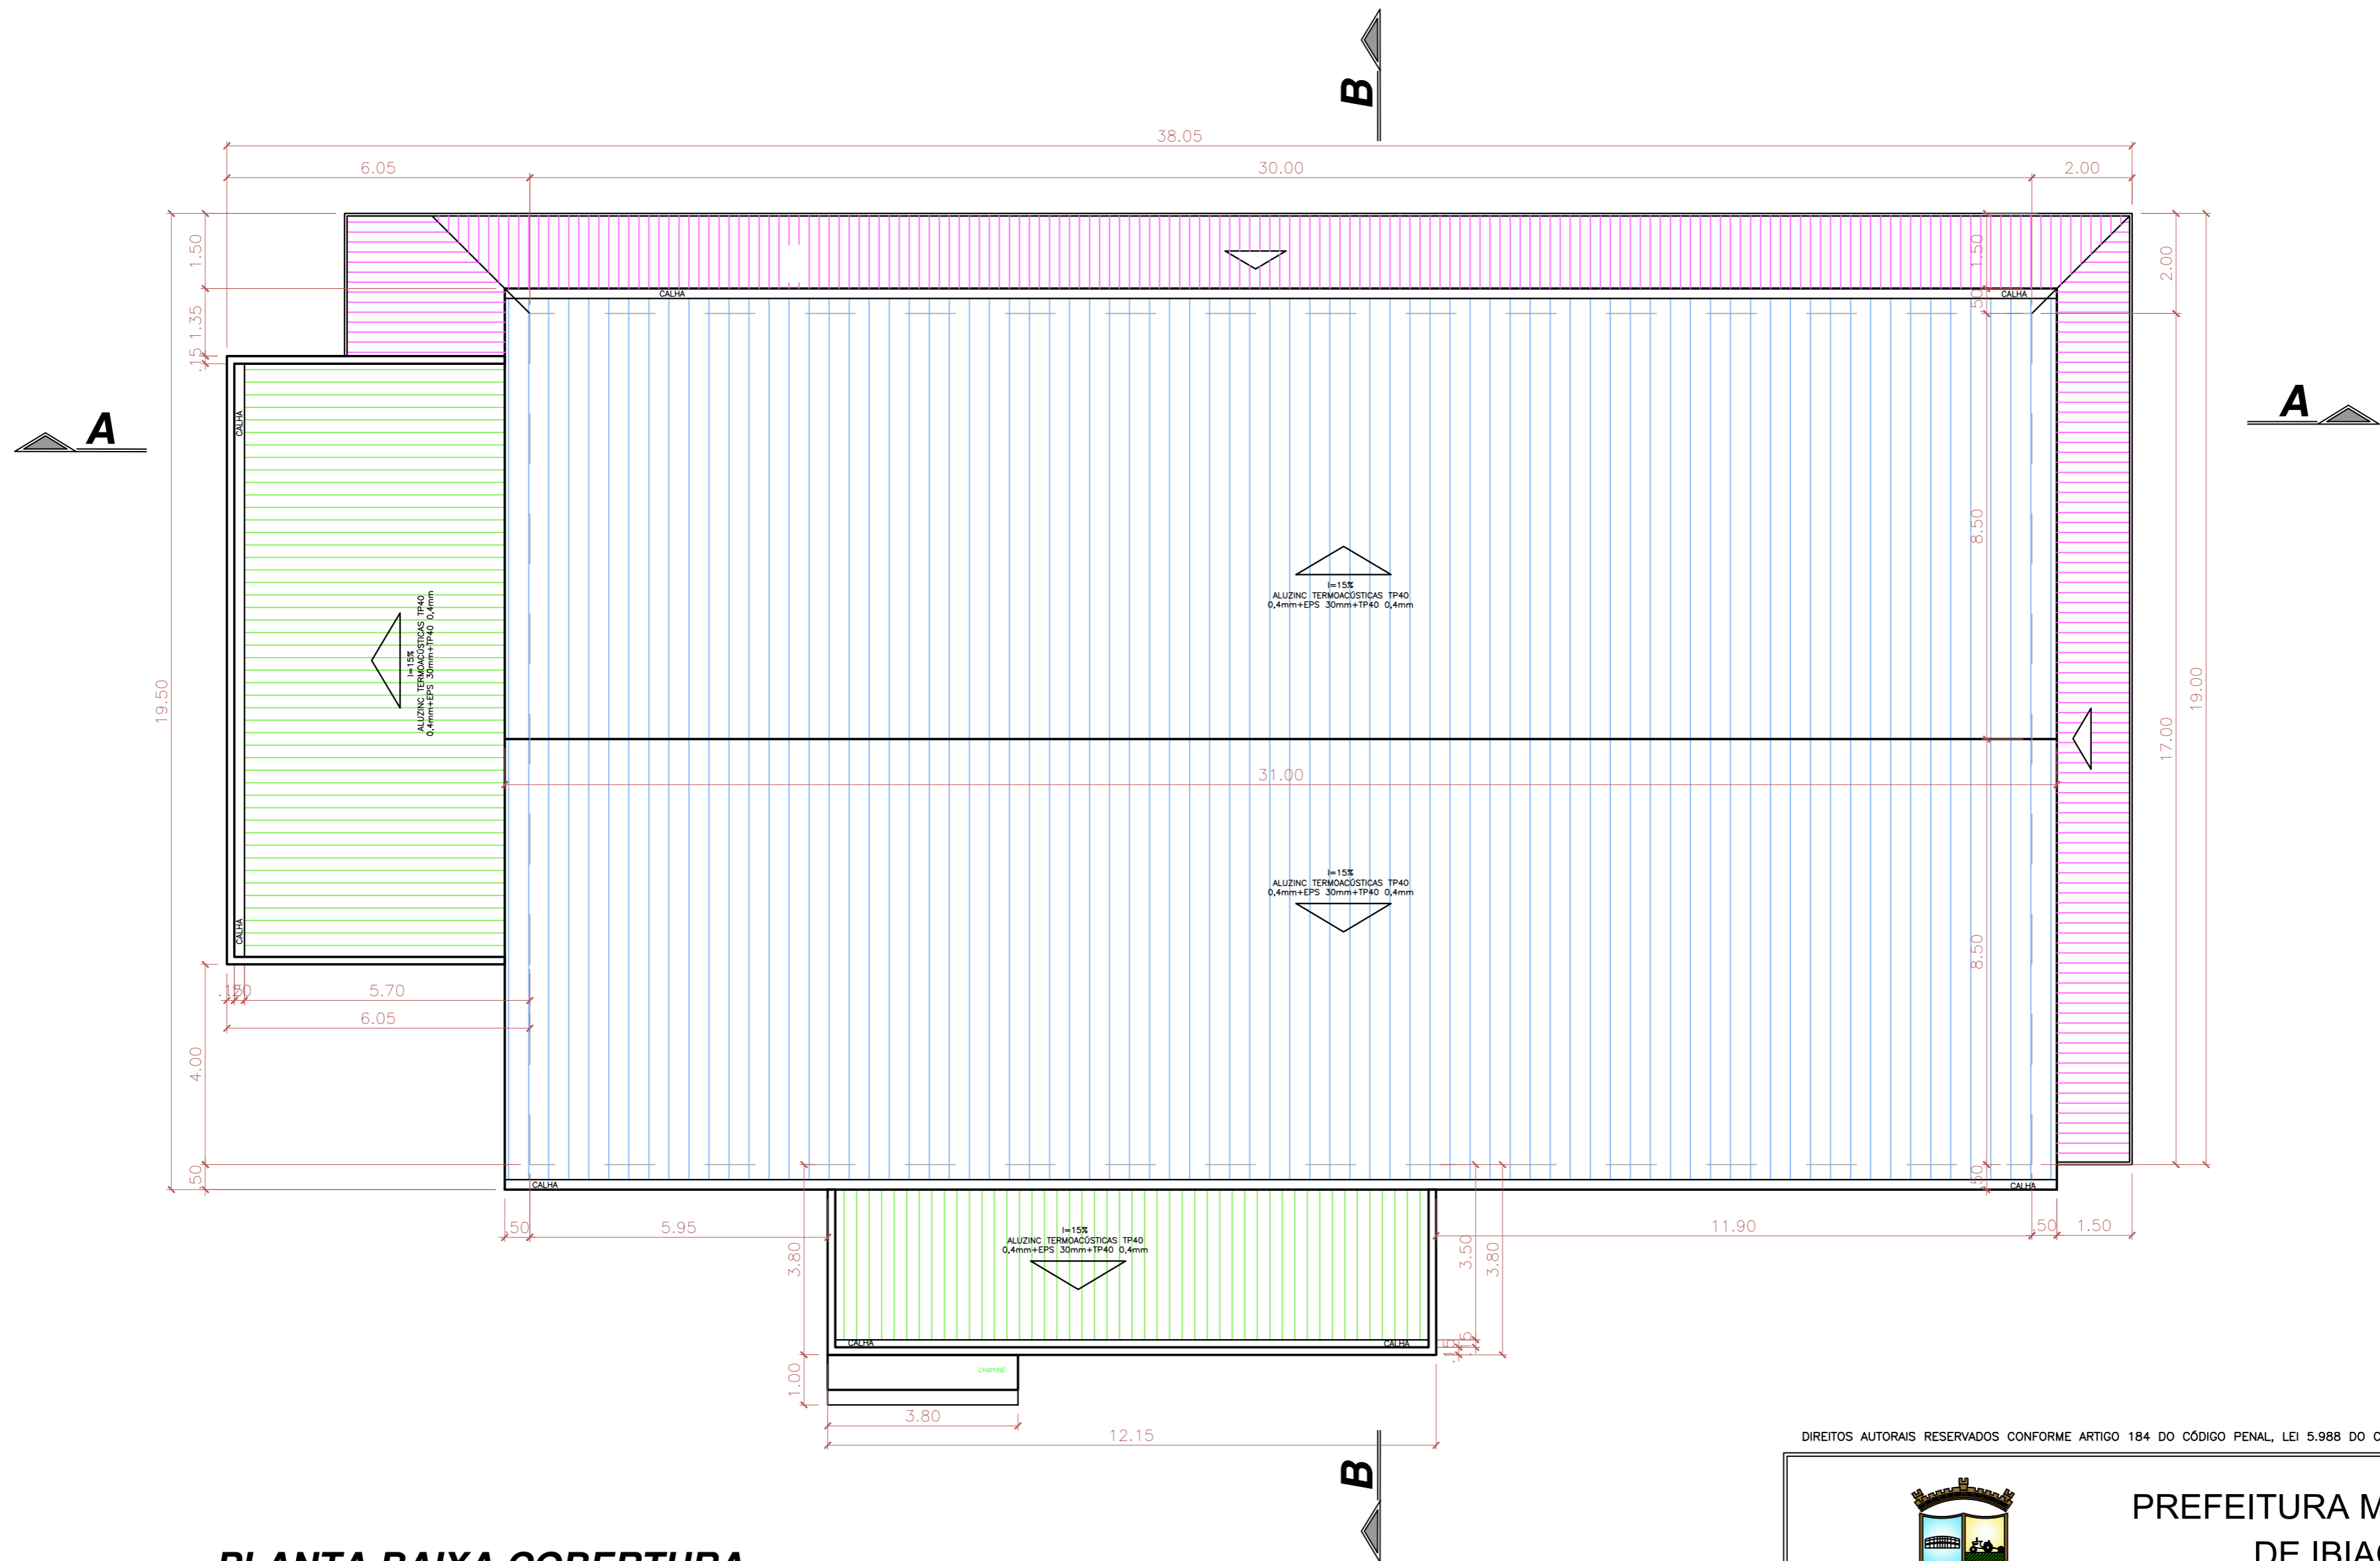 B
38.05
6.05
30.00
2.00
1.50
1.50
2.00
CALHA
CALHA
.50
1.35
.15
A
A
CALHA
8.50
I=15%
ALUZINC TERMOACÚSTICAS TP40
0,4mm+EPS 30mm+TP40 0,4mm
I=15%
ALUZINC TERMOACÚSTICAS TP40
0,4mm+EPS 30mm+TP40 0,4mm
19.50
19.00
17.00
31.00
I=15%
ALUZINC TERMOACÚSTICAS TP40
0,4mm+EPS 30mm+TP40 0,4mm
CALHA
8.50
5.70
6.05
4.00
.50
CALHA
.50
CALHA
.50
5.95
11.90
.50
1.50
3.80
I=15%
ALUZINC TERMOACÚSTICAS TP40
0,4mm+EPS 30mm+TP40 0,4mm
3.50
3.80
CALHA
CALHA
1.00
CHAMINÉ
3.80
12.15
B
DIREITOS AUTORAIS RESERVADOS CONFORME ARTIGO 184 DO CÓDIGO PENAL, LEI 5.988 DO
PREFEITURA
PLANTA BAIXA COBERTURA
DE